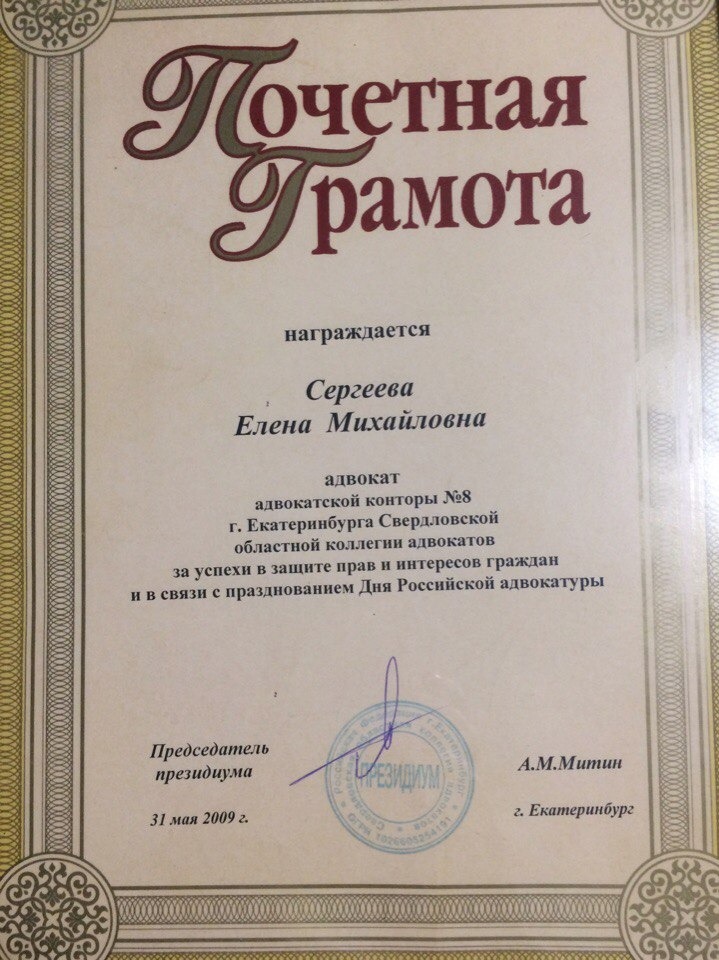 Почетная
Грамота
награждается
Сергеева
Елена Михайловна
адвокат
адвокатской конторы №8
г. Екатеринбурга Свердловской
областной коллегии адвокатов
за успехи в защите прав и интересов граждан
и в связи с празднованием Дня Российской адвокатуры
Председатель
президиума
А.М.Митин
31 мая 2009 г.
г. Екатеринбург
ПРЕЗИДИУМ